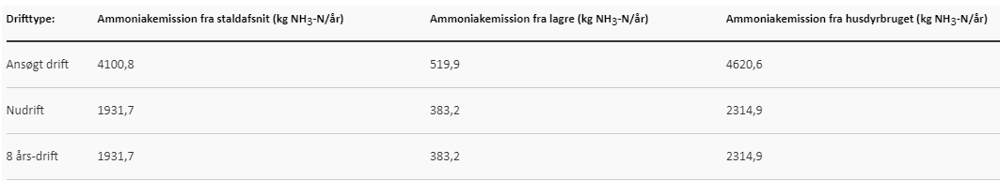 Drifttype: Ammoniakemission fra staldafsnit (kg NH3-N/år) Ammoniakemission fra lagre (kg NH3-N/år) Ammoniakemission fra husdyrbruget (kg NH3-N/år)
Ansøgt drift 4100,8 519,9 4620,6
Nudrift 1931,7 383,2 2314,9
8 års-drift 1931,7 383,2 2314,9